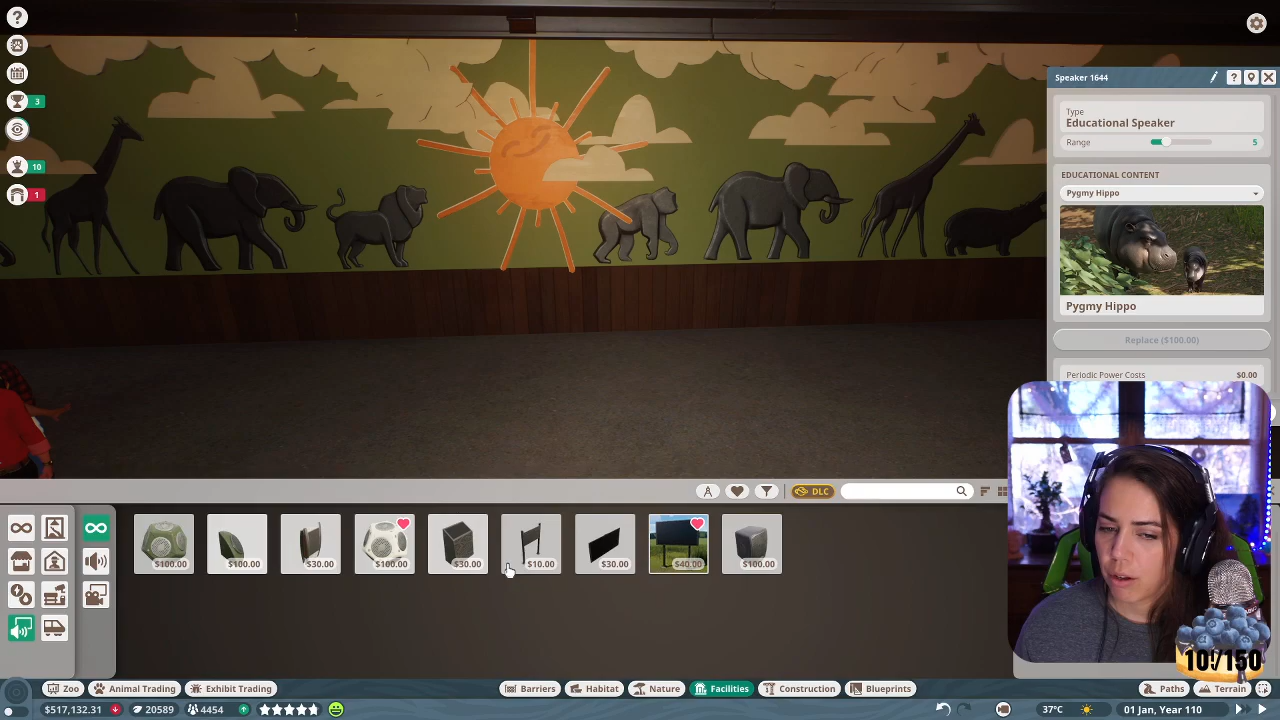 ?
3
10
1
Speaker 1644
?
Type
Educational Speaker
Range 5
EDUCATIONAL CONTENT
Pygmy Hippo
Pygmy Hippo
Replace ($100.00)
Periodic Power Costs $0.00
A DLC
$100.00 $100.00 $30.00 $100.00 $30.00 $10.00 $30.00 $40.00 $100.00
10/150
Zoo Animal Trading Exhibit Trading Barriers Habitat Nature Facilities Construction Blueprints Paths Terrain
$517,132.31 20589 4454 37°C 01 Jan, Year 110